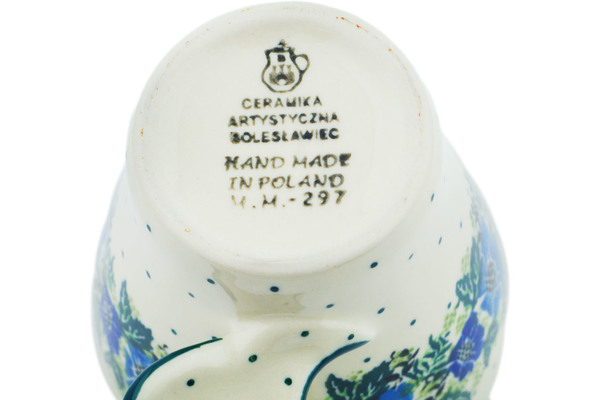 B
CERAMIKA
ARTYSTYCZNA
BOLESŁAWIEC
HAND MADE
IN POLAND
M.M.-297